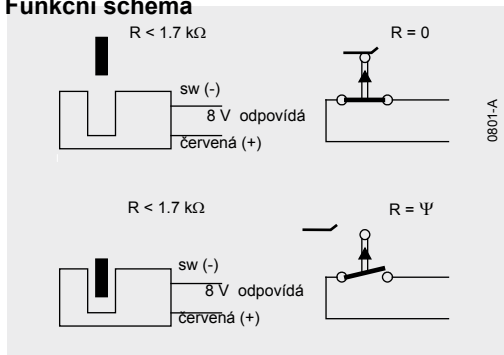 Funkční schéma
R < 1.7 kΩ
R = 0
sw (-)
8 V odpovídá
červená (+)
0801-A
R < 1.7 kΩ
R = Ψ
sw (-)
8 V odpovídá
červená (+)